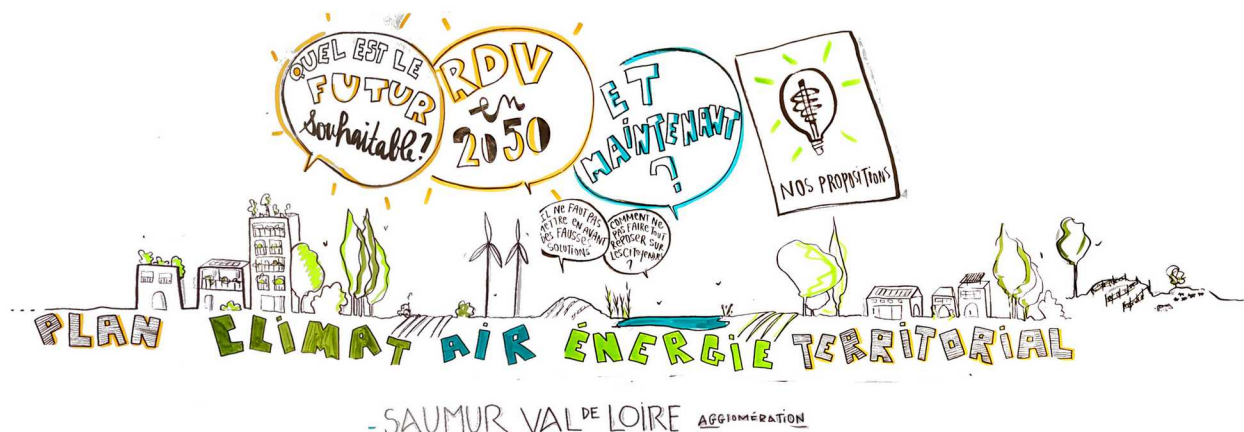 QUEL EST LE
FUTUR
souhaitable?
RDV
en
2050
ET
MAINTENANT
?
NOS PROPOSITIONS
IL NE FAUT PAS
METTRE EN AVANT
DES FAUSSES
SOLUTIONS
COMMENT NE
PAS FAIRE TOUT
REPOSER SUR
LES CITOYEN·NES
?
PLAN CLIMAT AIR ÉNERGIE TERRITORIAL
- SAUMUR VAL DE LOIRE AGGLOMÉRATION